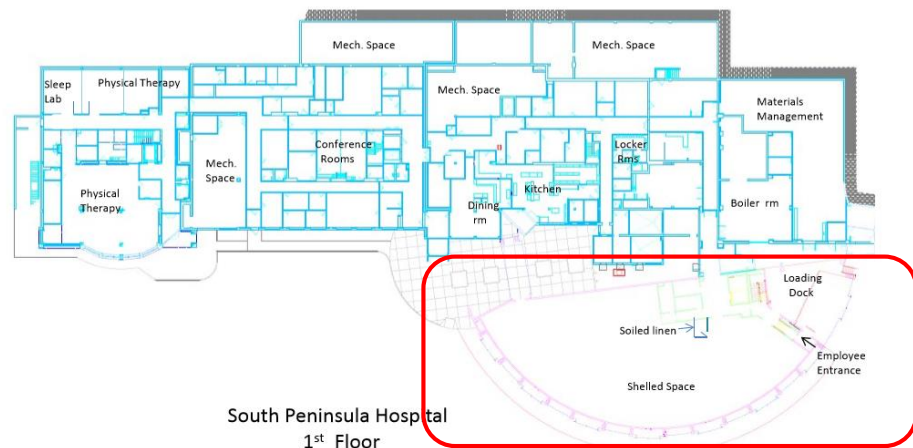 Mech. Space
Mech. Space
Sleep
Lab
Physical Therapy
Mech. Space
Materials
Management
Conference
Rooms
Locker
Rms
Mech.
Space
Physical
Therapy
Kitchen
Dining
rm
Boiler rm
Loading
Dock
Soiled linen
Employee
Entrance
Shelled Space
South Peninsula Hospital
1st Floor